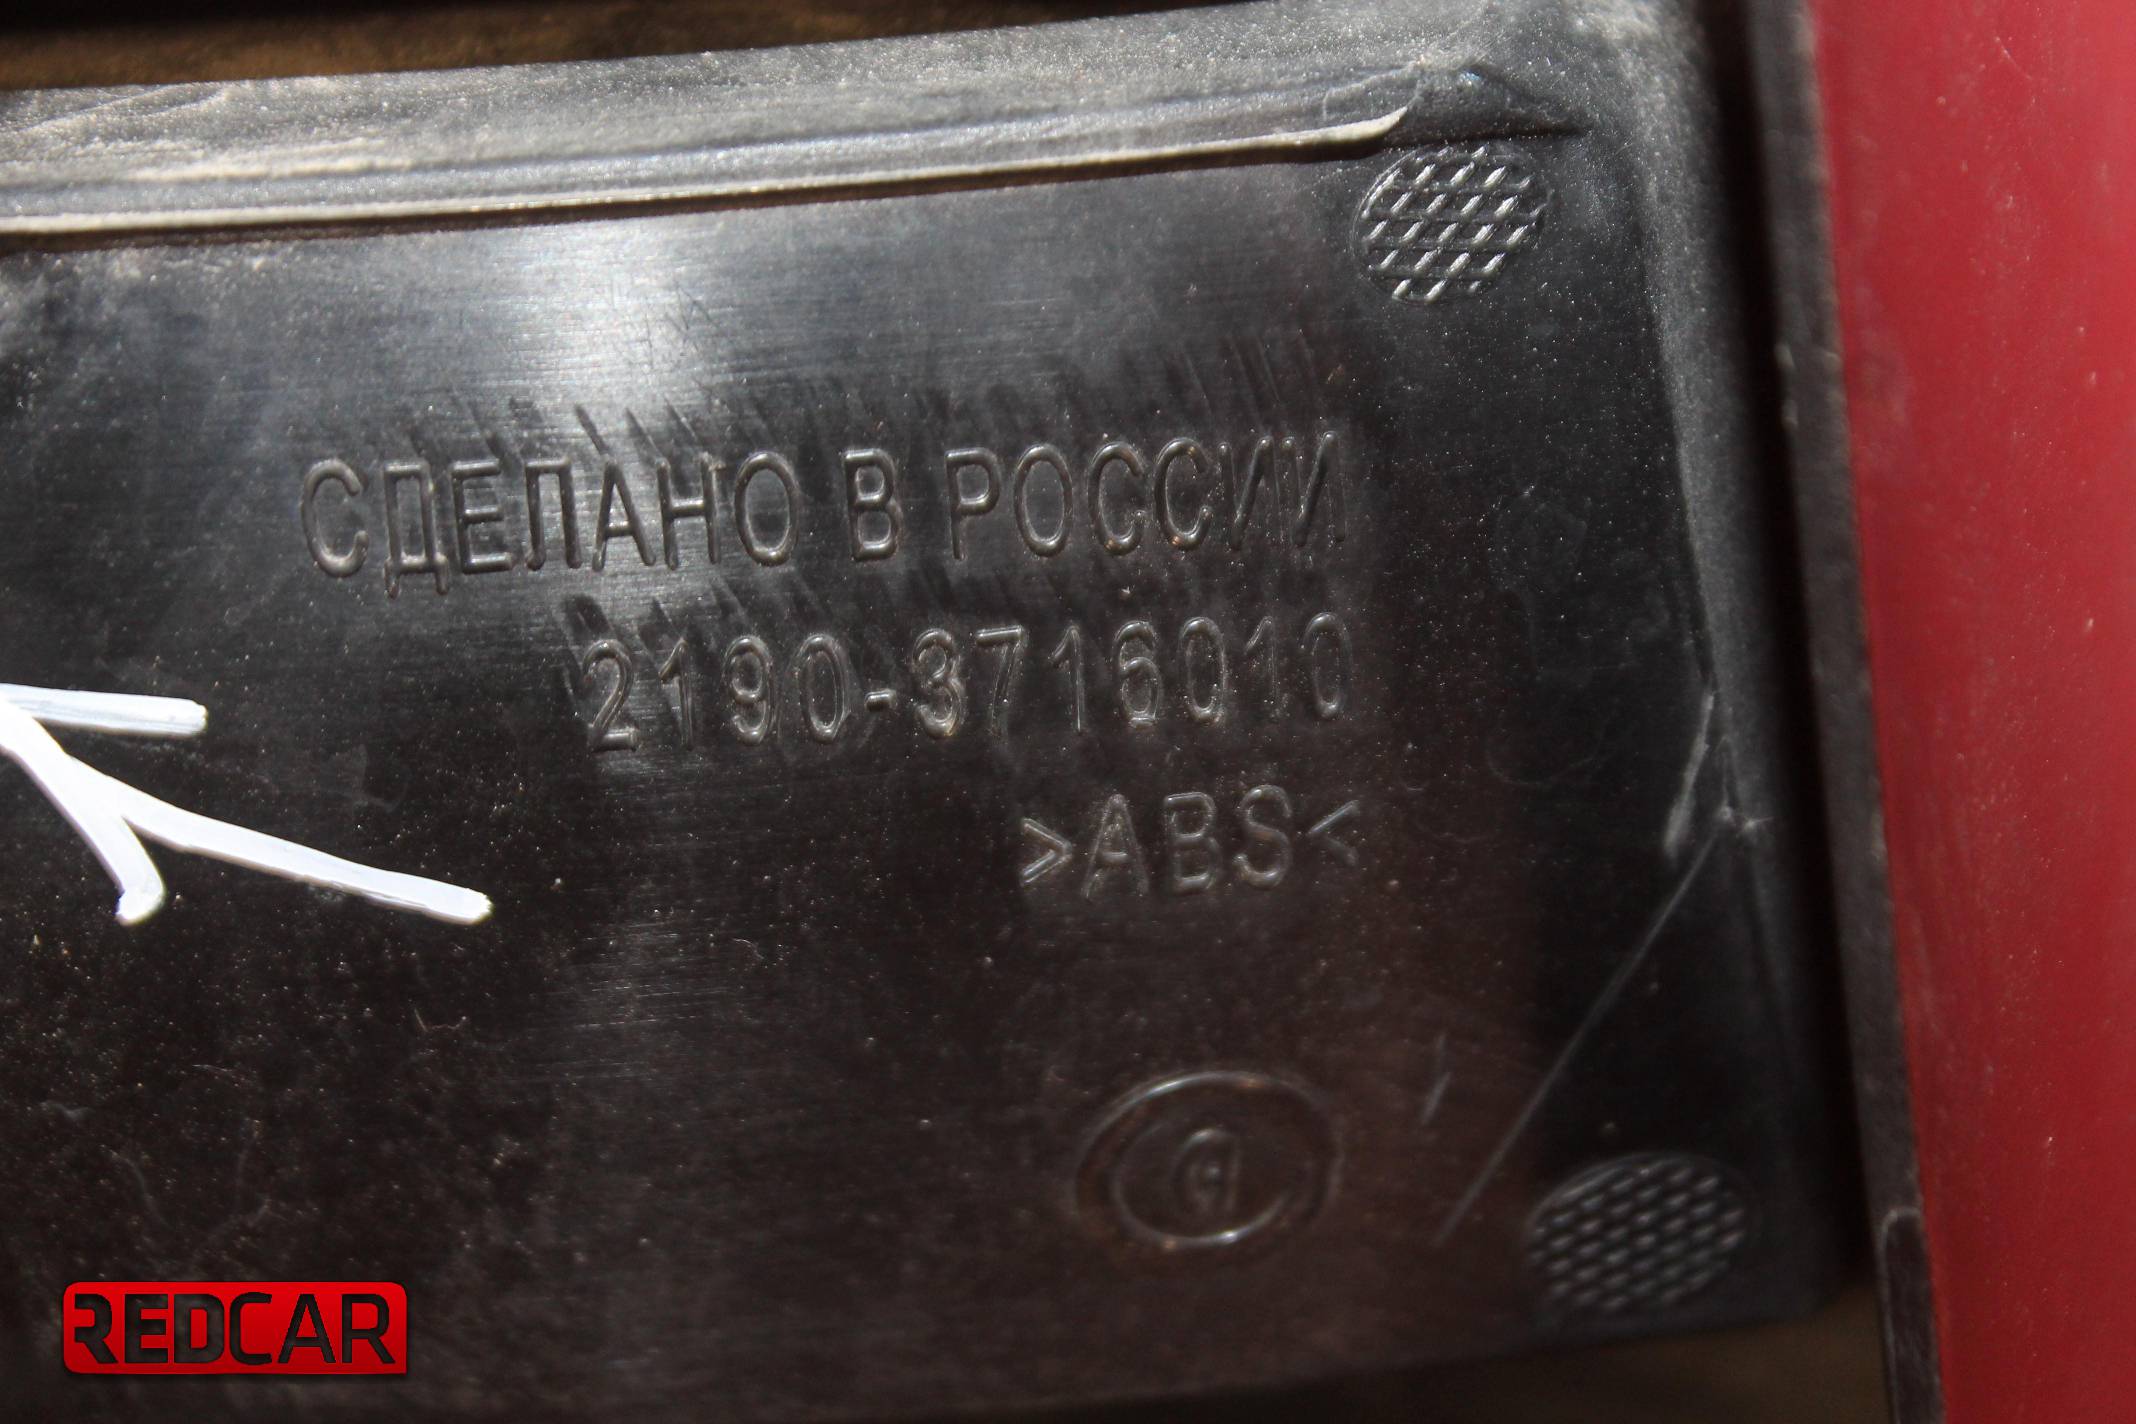 СДЕЛАНО В РОССИИ
2190-3716010
>ABS<
REDCAR